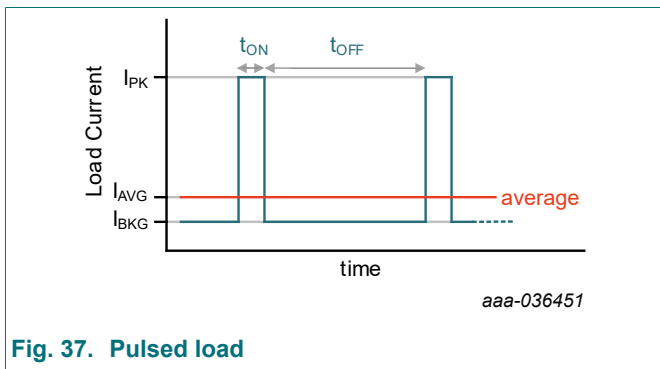 tON tOFF
IPK
Load Current
IAVG
average
IBKG
time
aaa-036451
Fig. 37. Pulsed load